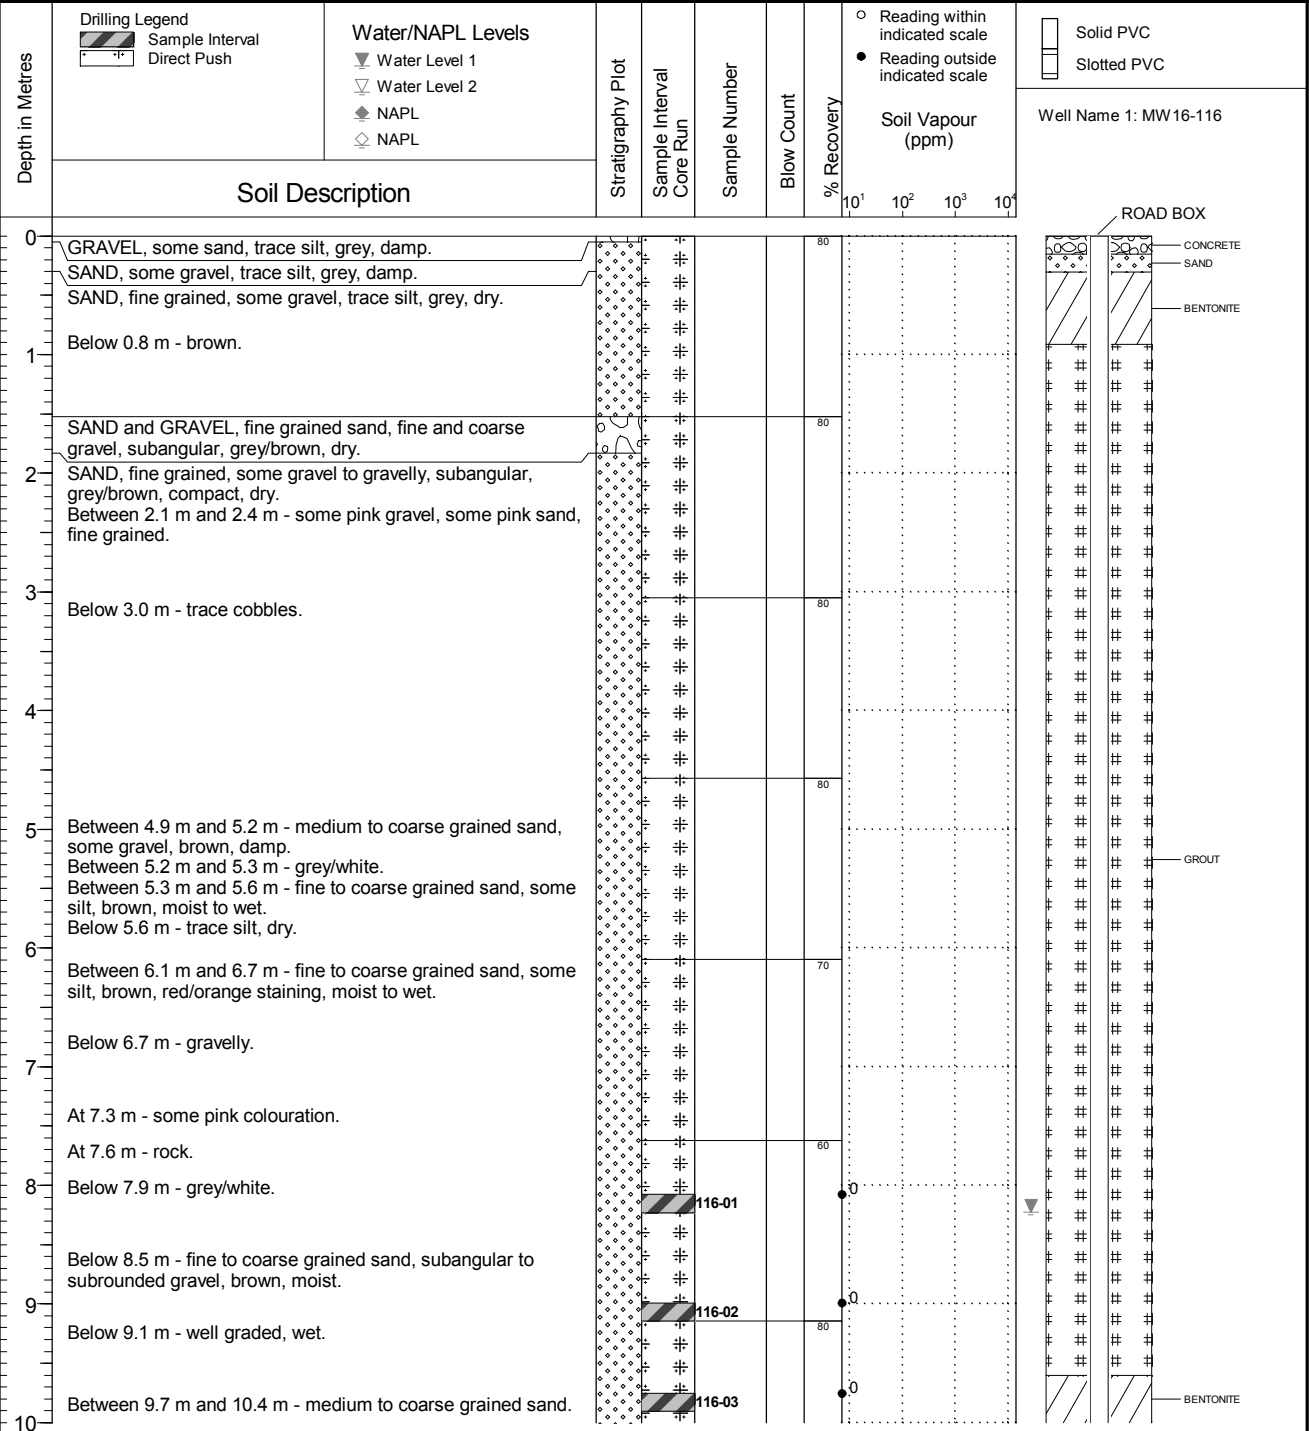 Drilling Legend
Sample Interval
Direct Push
Water/NAPL Levels
Water Level 1
Water Level 2
NAPL
NAPL
Reading within
indicated scale
Reading outside
indicated scale
Solid PVC
Slotted PVC
Depth in Metres
Soil Description
Stratigraphy Plot
Sample Interval
Core Run
Sample Number
Blow Count
% Recovery
Soil Vapour
(ppm)
10¹ 10² 10³ 10⁴
Well Name 1: MW16-116
ROAD BOX
0
GRAVEL, some sand, trace silt, grey, damp.
80
CONCRETE
SAND, some gravel, trace silt, grey, damp.
SAND
SAND, fine grained, some gravel, trace silt, grey, dry.
BENTONITE
Below 0.8 m - brown.
1
SAND and GRAVEL, fine grained sand, fine and coarse
gravel, subangular, grey/brown, dry.
80
2
SAND, fine grained, some gravel to gravelly, subangular,
grey/brown, compact, dry.
Between 2.1 m and 2.4 m - some pink gravel, some pink sand,
fine grained.
3
Below 3.0 m - trace cobbles.
80
4
80
5
Between 4.9 m and 5.2 m - medium to coarse grained sand,
some gravel, brown, damp.
Between 5.2 m and 5.3 m - grey/white.
GROUT
Between 5.3 m and 5.6 m - fine to coarse grained sand, some
silt, brown, moist to wet.
Below 5.6 m - trace silt, dry.
6
Between 6.1 m and 6.7 m - fine to coarse grained sand, some
silt, brown, red/orange staining, moist to wet.
70
Below 6.7 m - gravelly.
7
At 7.3 m - some pink colouration.
At 7.6 m - rock.
60
8
Below 7.9 m - grey/white.
116-01
0
Below 8.5 m - fine to coarse grained sand, subangular to
subrounded gravel, brown, moist.
9
116-02
0
Below 9.1 m - well graded, wet.
80
Between 9.7 m and 10.4 m - medium to coarse grained sand.
116-03
0
BENTONITE
10